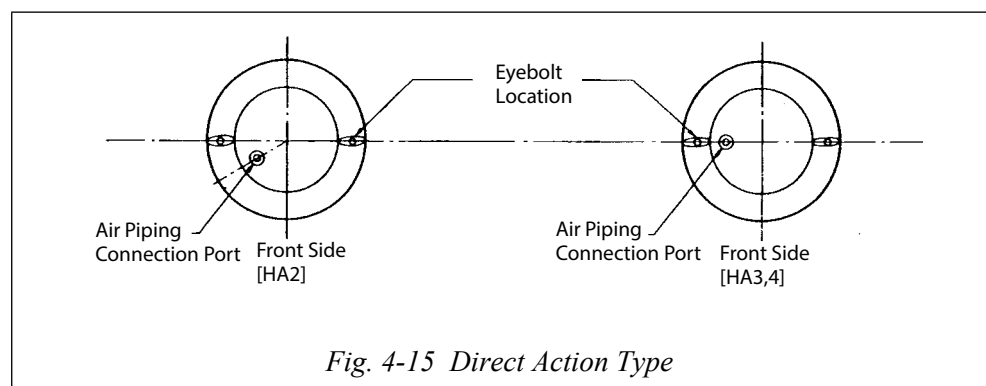 Eyebolt
Location
Air Piping
Connection Port
Front Side
[HA2]
Air Piping
Connection Port
Front Side
[HA3,4]
Fig. 4-15 Direct Action Type